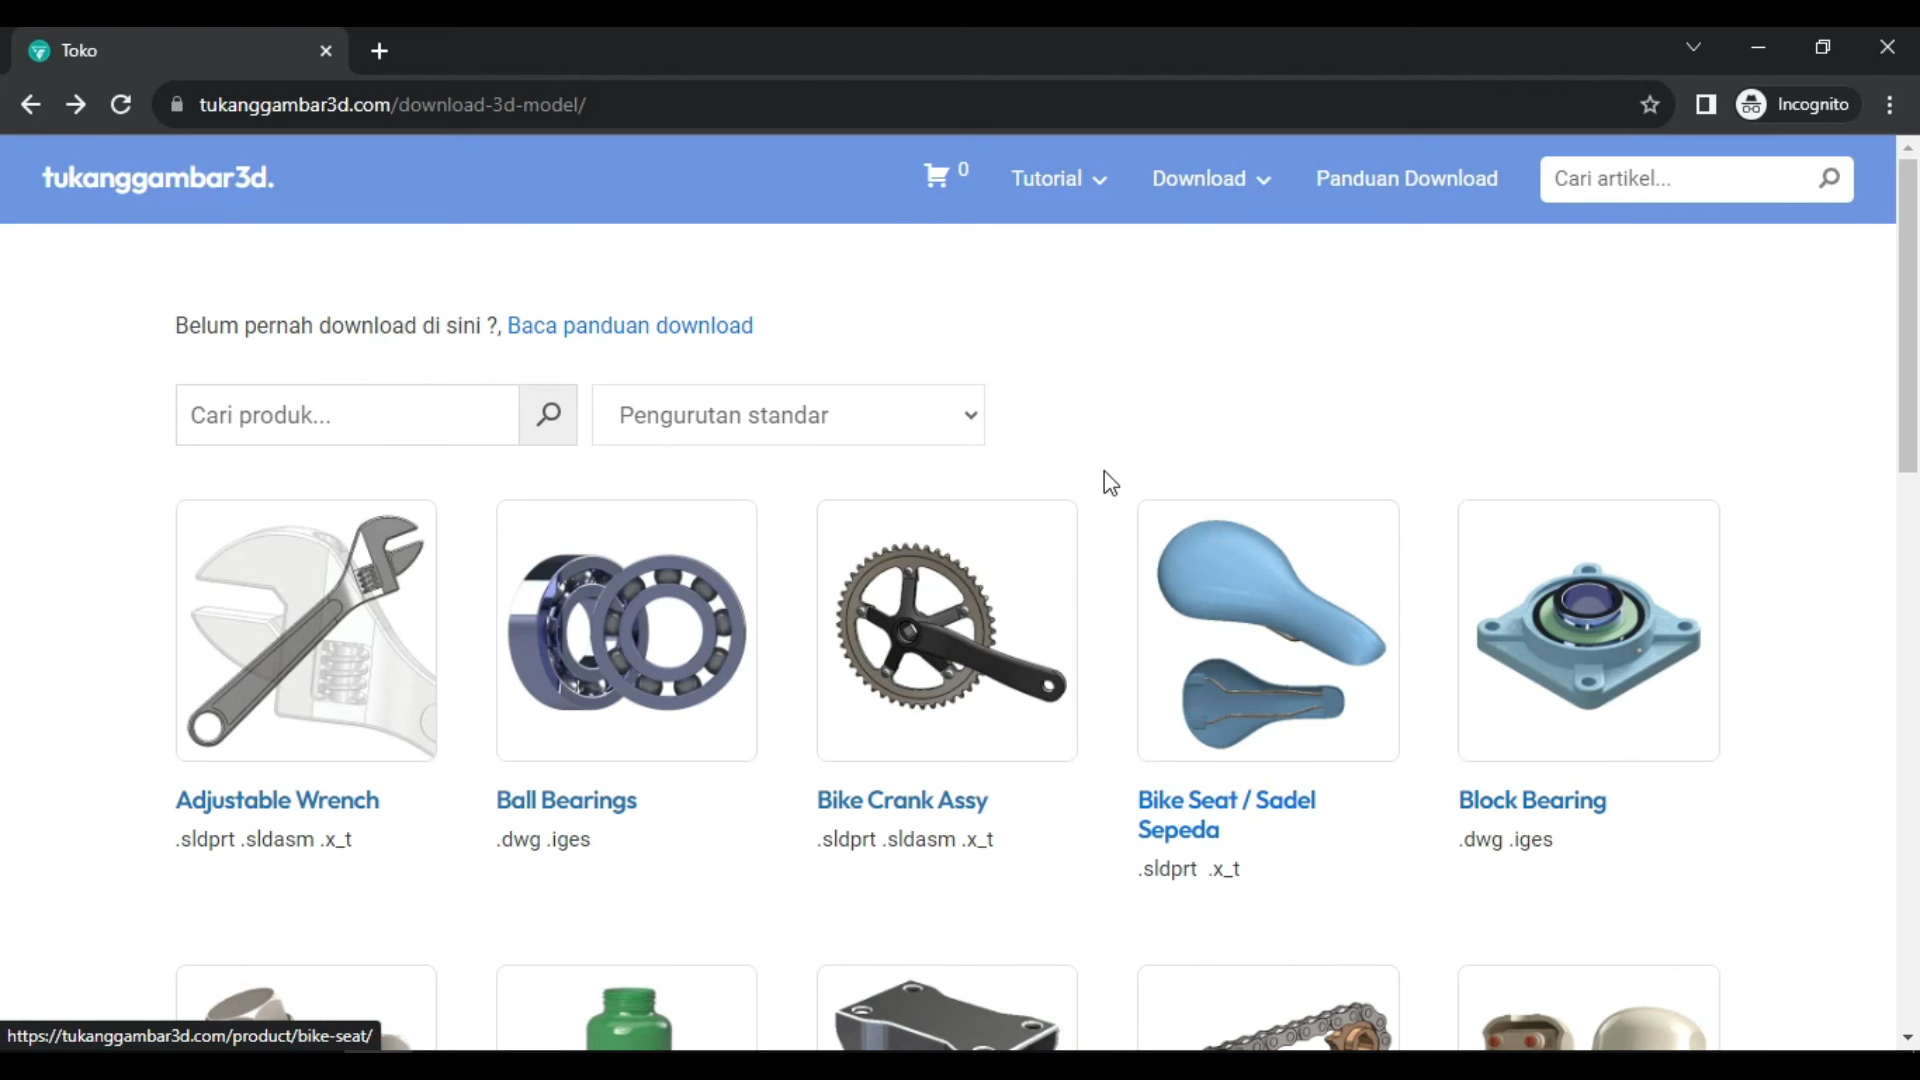 Toko
tukanggambar3d.com/download-3d-model/
Incognito
tukanggambar3d.
0
Tutorial
Download
Panduan Download
Cari artikel...
Belum pernah download di sini ?, Baca panduan download
Cari produk...
Pengurutan standar
Adjustable Wrench
.sldprt .sldasm .x_t
Ball Bearings
.dwg .iges
Bike Crank Assy
.sldprt .sldasm .x_t
Bike Seat / Sadel
Sepeda
.sldprt .x_t
Block Bearing
.dwg .iges
https://tukanggambar3d.com/product/bike-seat/